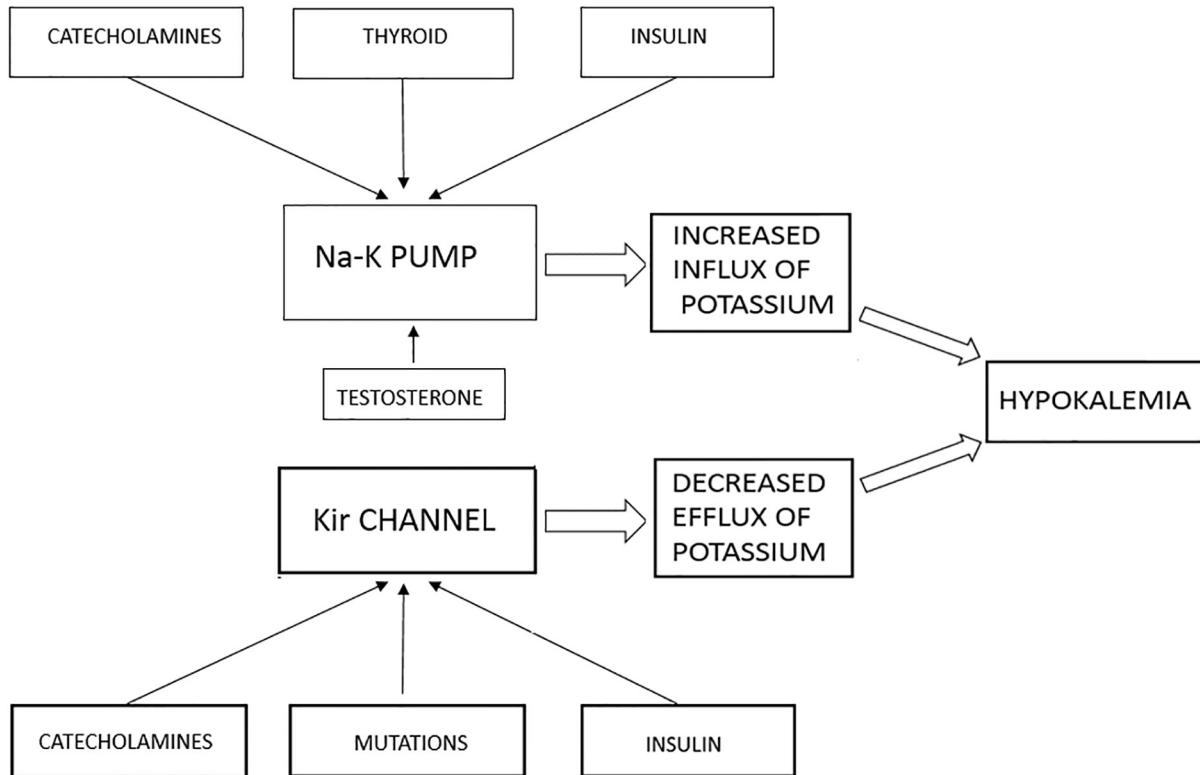 CATECHOLAMINES
THYROID
INSULIN
Na-K PUMP
INCREASED
INFLUX OF
POTASSIUM
TESTOSTERONE
HYPOKALEMIA
Kir CHANNEL
DECREASED
EFFLUX OF
POTASSIUM
CATECHOLAMINES
MUTATIONS
INSULIN